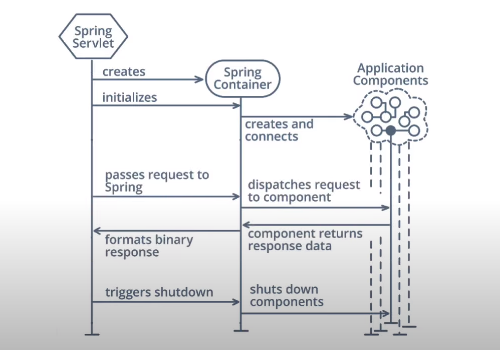 Spring
Servlet
creates
Spring
Container
Application
Components
initializes
creates and
connects
passes request to
Spring
dispatches request
to component
formats binary
response
component returns
response data
triggers shutdown
shuts down
components